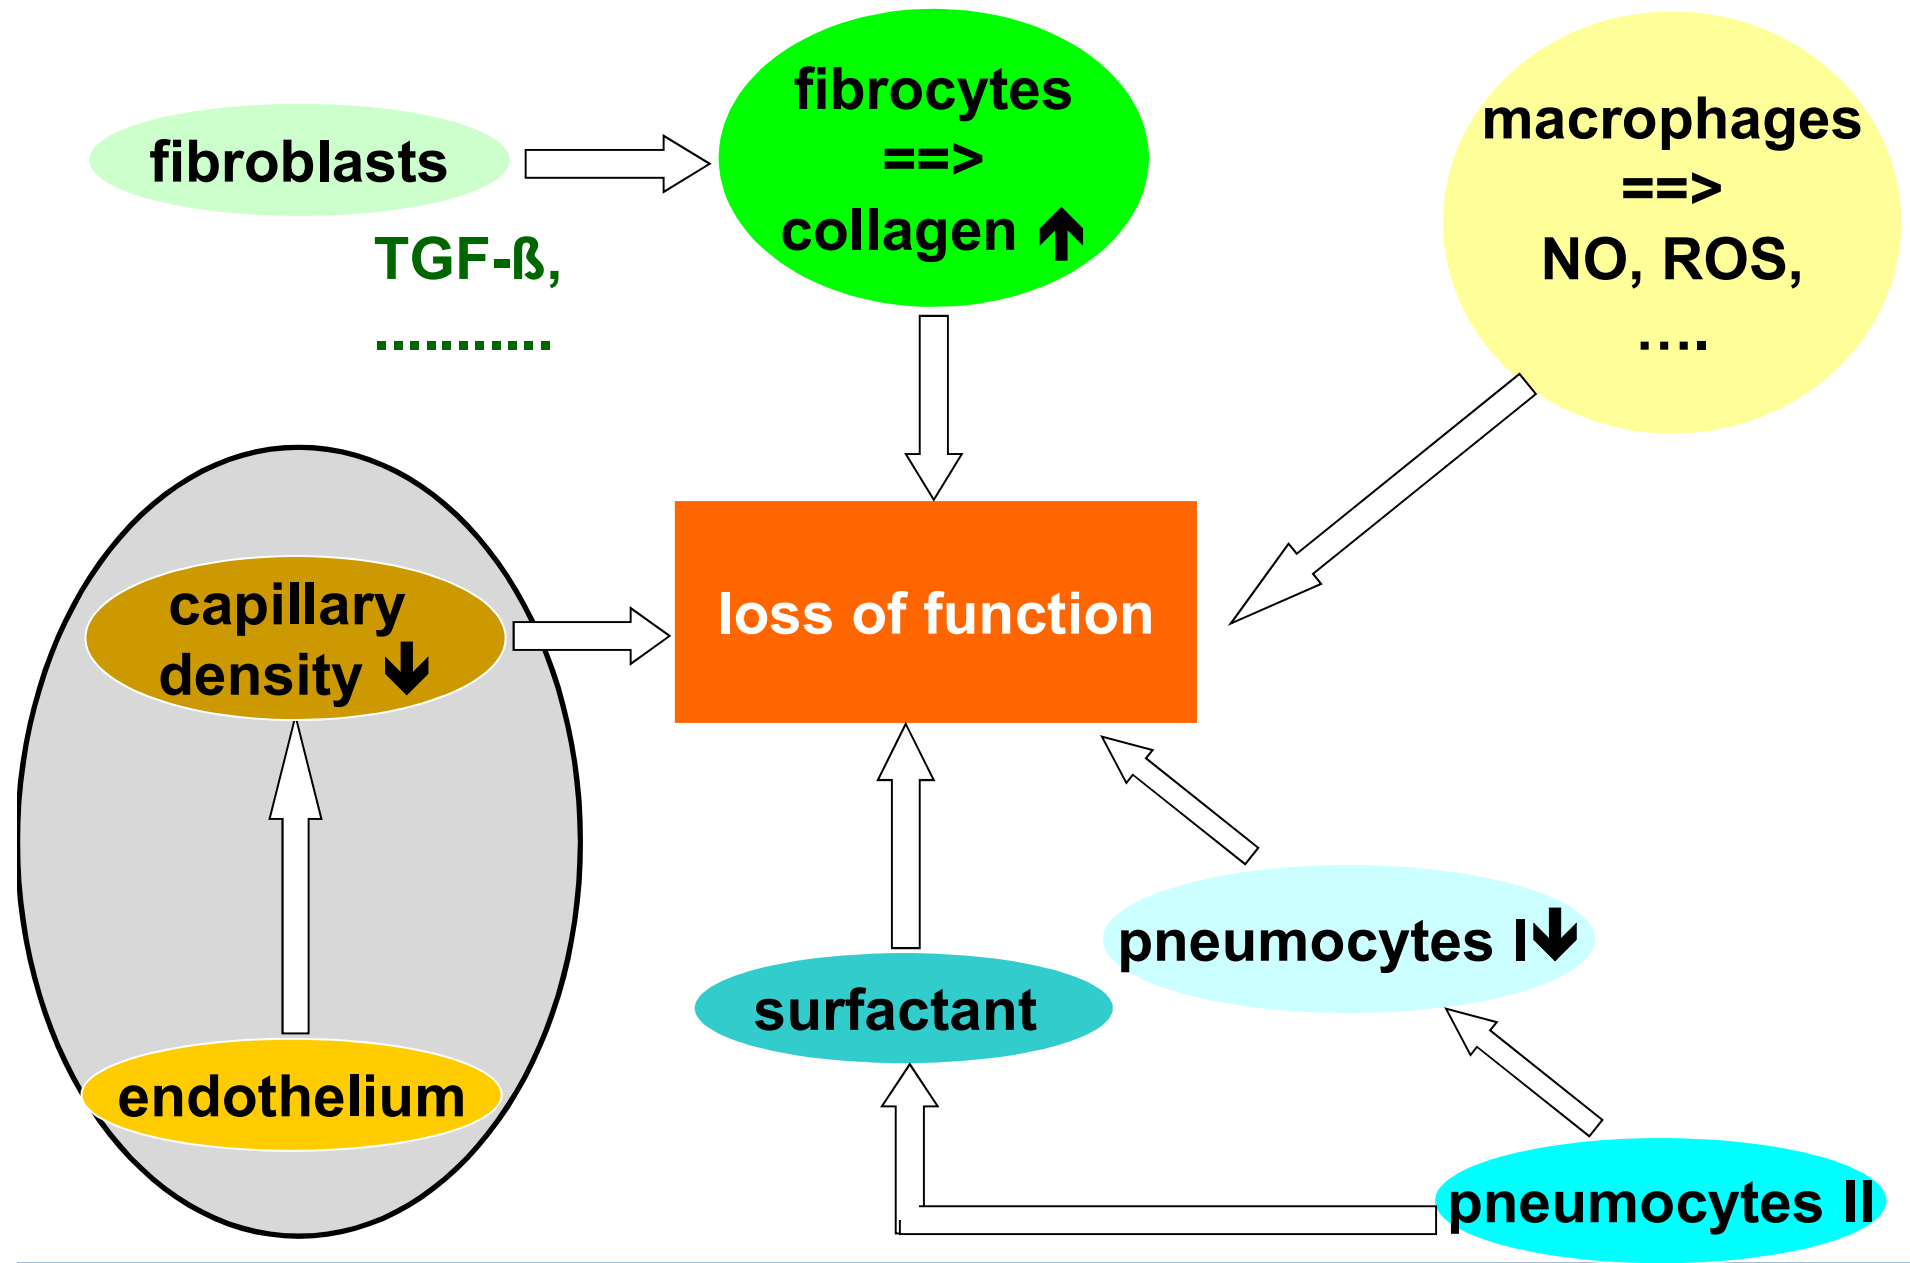 fibroblasts
TGF-ß,
...........
fibrocytes
==>
collagen 🡹
macrophages
==>
NO, ROS,
….
capillary
density 🡻
loss of function
endothelium
surfactant
pneumocytes I🡻
pneumocytes II